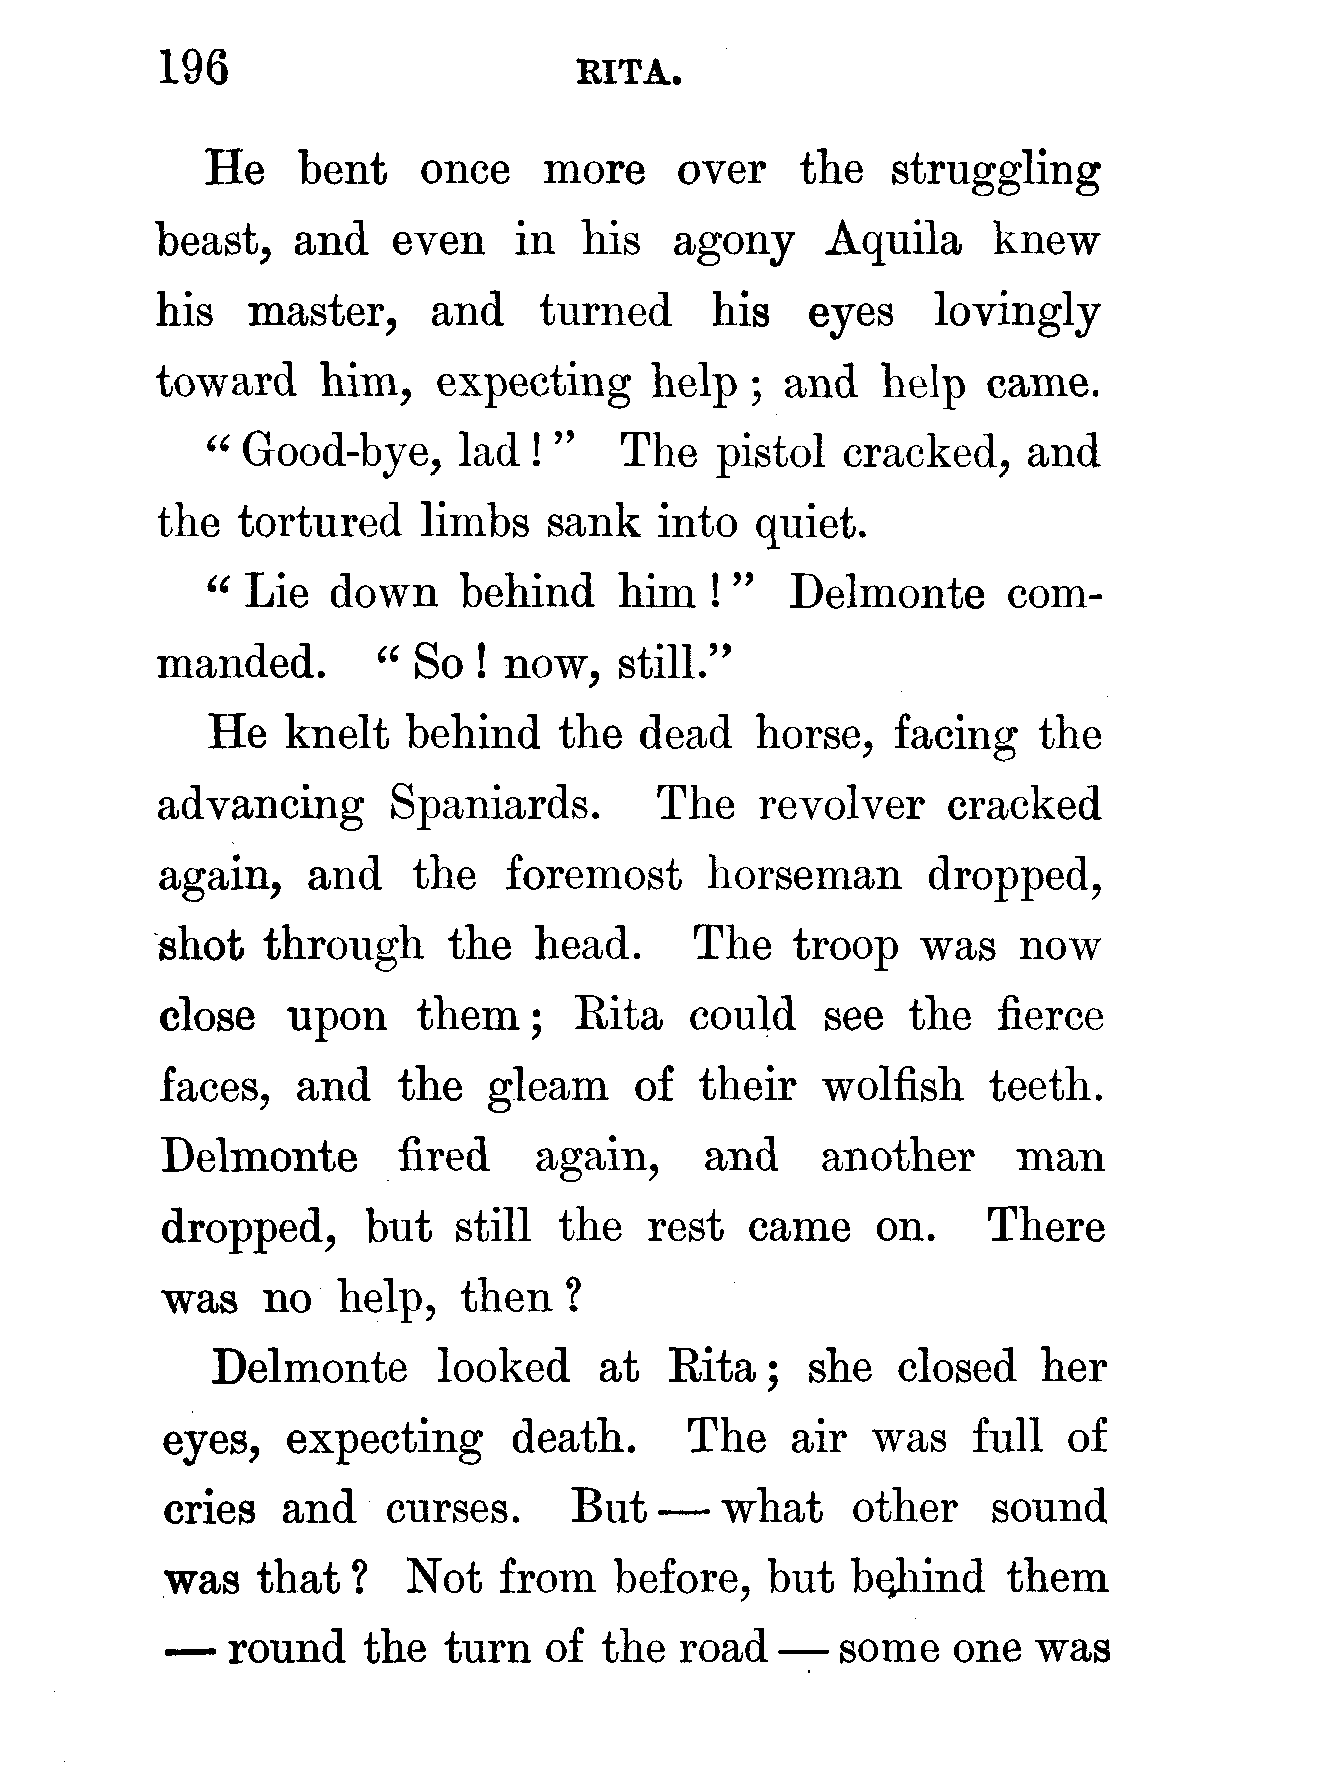 196 RITA.
He bent once more over the struggling
beast, and even in his agony Aquila knew
his master, and turned his eyes lovingly
toward him, expecting help ; and help came.
“ Good-bye, lad ! ” The pistol cracked, and
the tortured limbs sank into quiet.
“ Lie down behind him ! ” Delmonte com-
manded. “ So ! now, still.”
He knelt behind the dead horse, facing the
advancing Spaniards. The revolver cracked
again, and the foremost horseman dropped,
shot through the head. The troop was now
close upon them ; Rita could see the fierce
faces, and the gleam of their wolfish teeth.
Delmonte fired again, and another man
dropped, but still the rest came on. There
was no help, then ?
Delmonte looked at Rita ; she closed her
eyes, expecting death. The air was full of
cries and curses. But — what other sound
was that ? Not from before, but behind them
— round the turn of the road — some one was